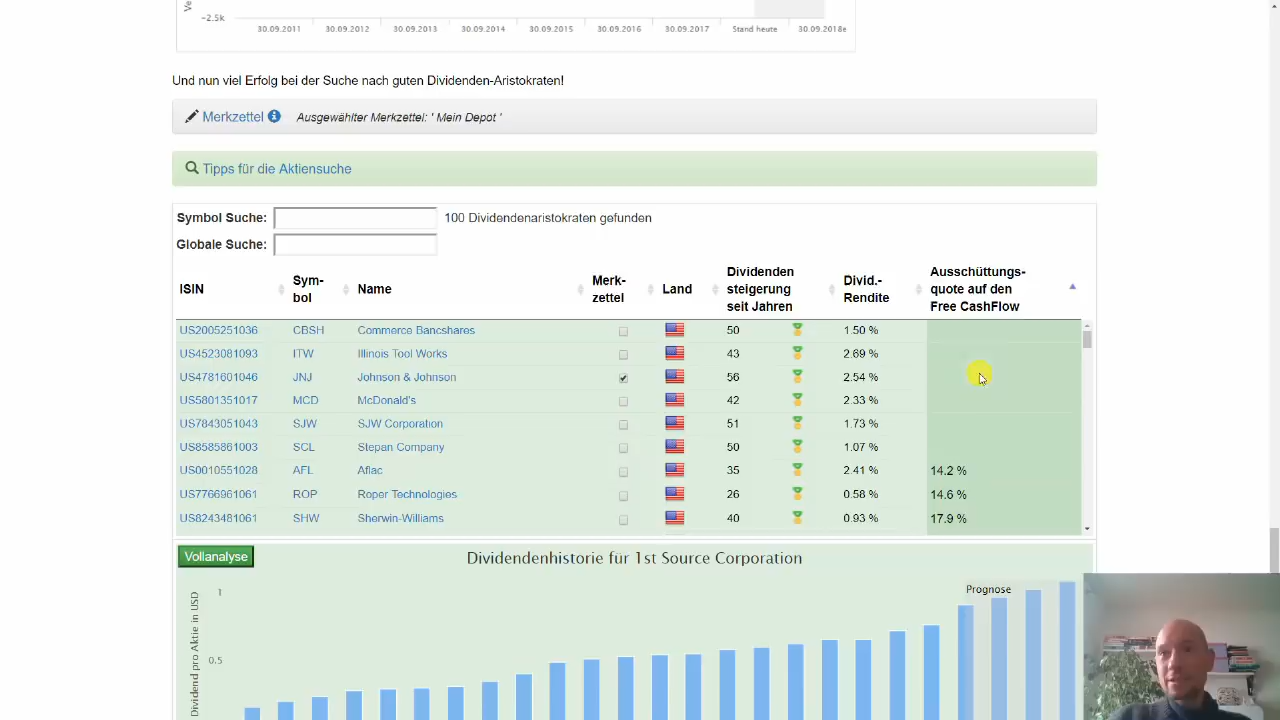 Ve
−2.5k
30.09.2011 30.09.2012 30.09.2013 30.09.2014 30.09.2015 30.09.2016 30.09.2017 Stand heute 30.09.2018e
Und nun viel Erfolg bei der Suche nach guten Dividenden-Aristokraten!
Merkzettel Ausgewählter Merkzettel: ' Mein Depot '
Tipps für die Aktiensuche
Symbol Suche: 100 Dividendenaristokraten gefunden
Globale Suche:
ISIN Sym-bol Name Merk-zettel Land Dividenden steigerung seit Jahren Divid.-Rendite Ausschüttungs-quote auf den Free CashFlow
US2005251036 CBSH Commerce Bancshares 50 1.50 %
US4523081093 ITW Illinois Tool Works 43 2.69 %
US4781601046 JNJ Johnson & Johnson 56 2.54 %
US5801351017 MCD McDonald's 42 2.33 %
US7843051043 SJW SJW Corporation 51 1.73 %
US8585861003 SCL Stepan Company 50 1.07 %
US0010551028 AFL Aflac 35 2.41 % 14.2 %
US7766961061 ROP Roper Technologies 26 0.58 % 14.6 %
US8243481061 SHW Sherwin-Williams 40 0.93 % 17.9 %
Vollanalyse Dividendenhistorie für 1st Source Corporation
Prognose
1
0.5
Dividend pro Aktie in USD